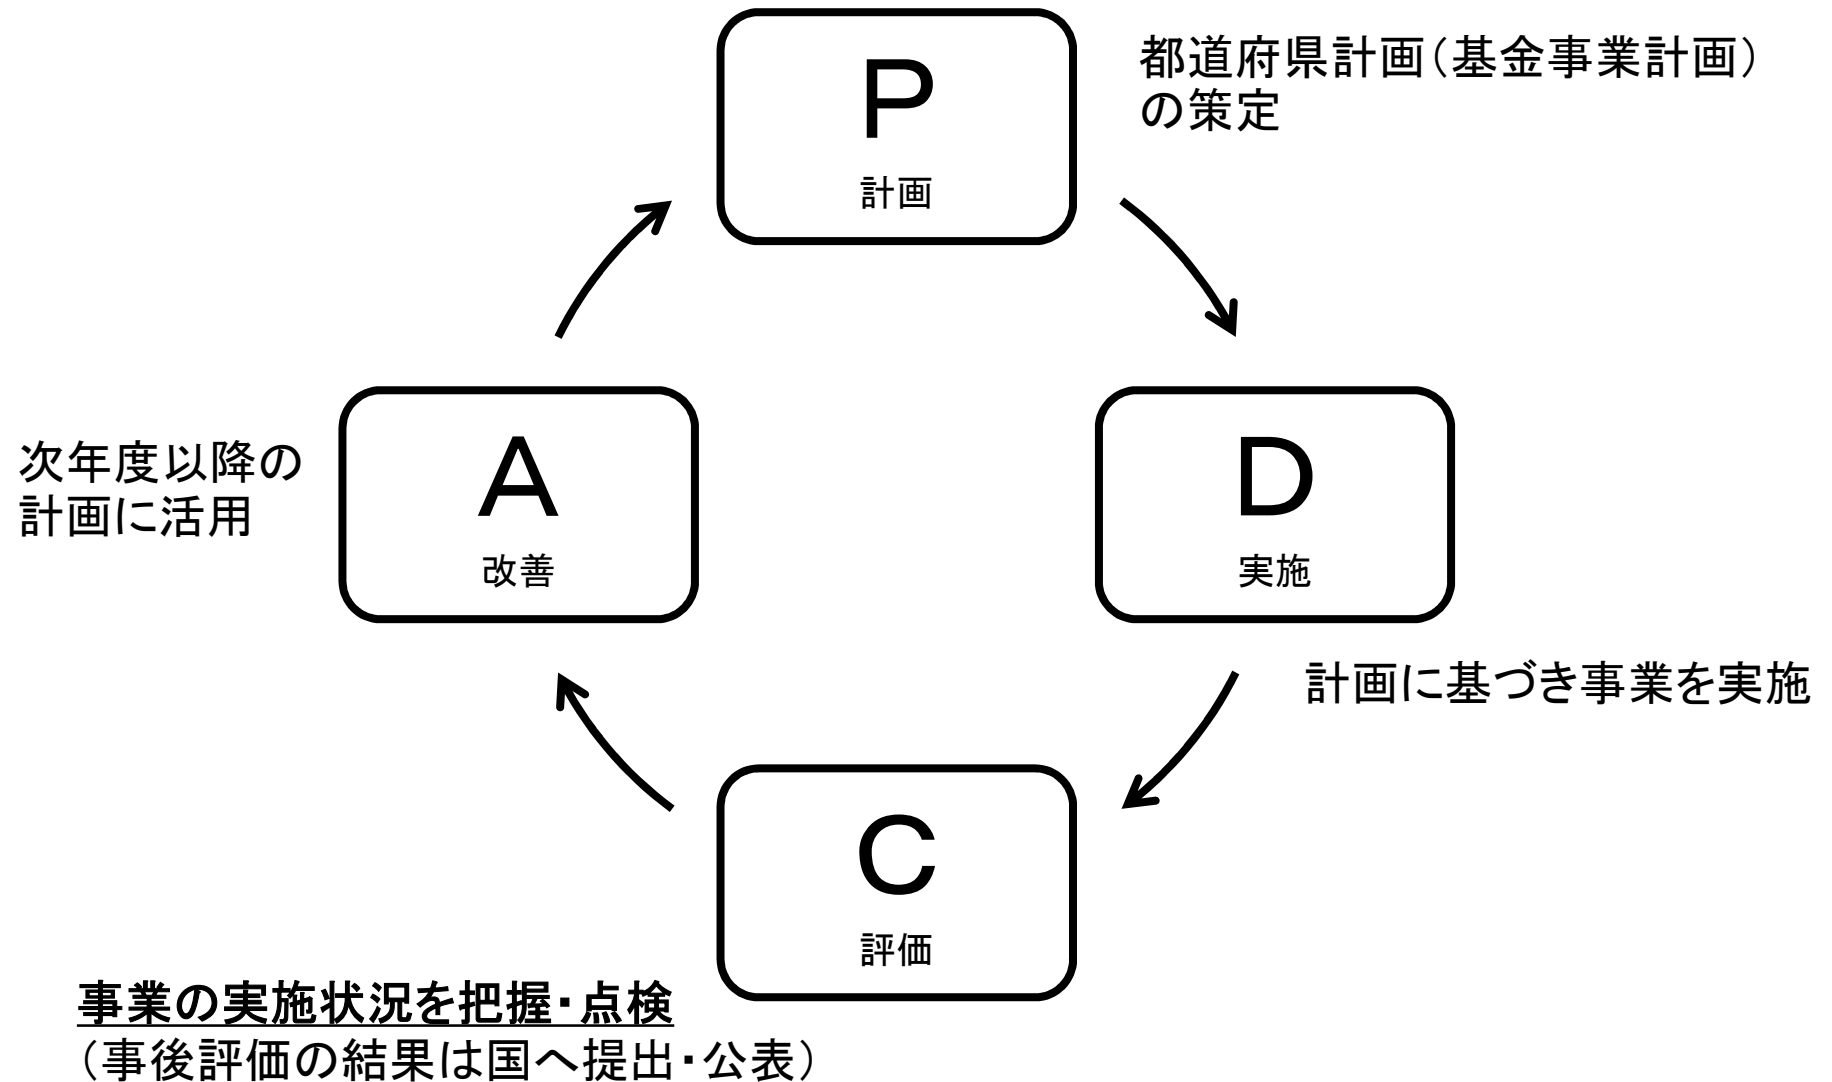 P
計画
都道府県計画（基金事業計画）
の策定
D
実施
計画に基づき事業を実施
C
評価
事業の実施状況を把握・点検
（事後評価の結果は国へ提出・公表）
A
改善
次年度以降の
計画に活用